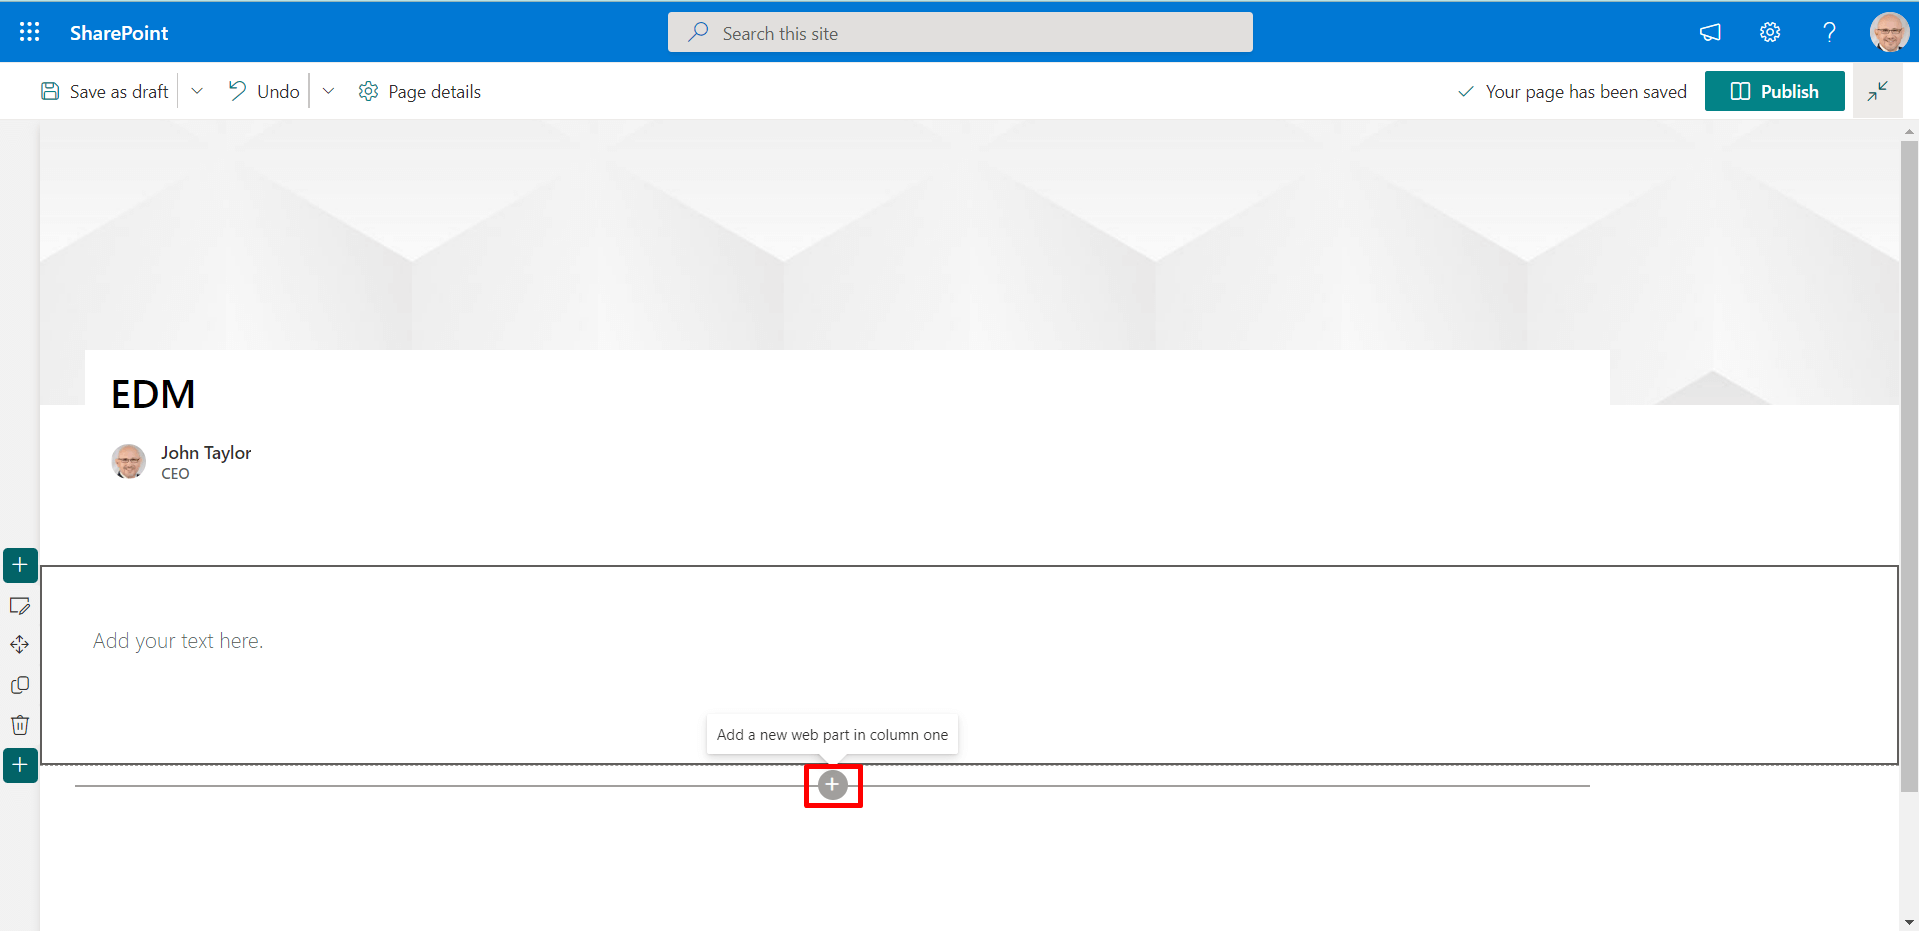 SharePoint
Search this site
?
Save as draft
Undo
Page details
Your page has been saved
Publish
EDM
John Taylor
CEO
Add your text here.
Add a new web part in column one